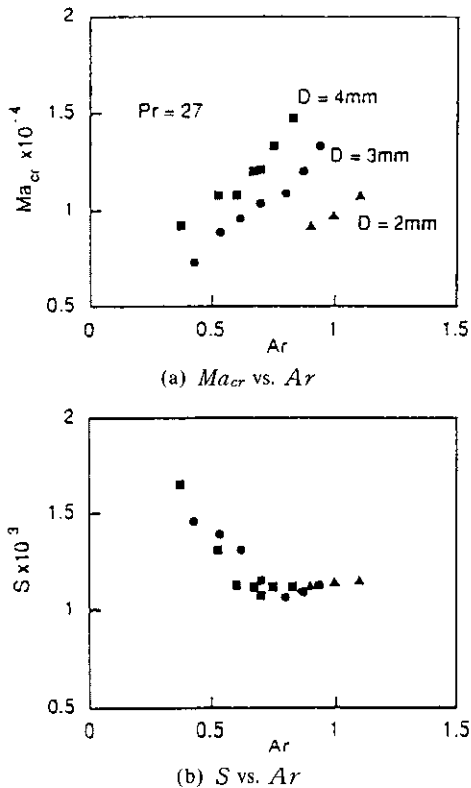 2
D = 4mm
Pr = 27
1.5
D = 3mm
Ma_cr x10^-4
1
D = 2mm
0.5
0 0.5 1 1.5
Ar
(a) Ma_cr vs. Ar
2
1.5
S x10^3
1
0.5
0 0.5 1 1.5
Ar
(b) S vs. Ar